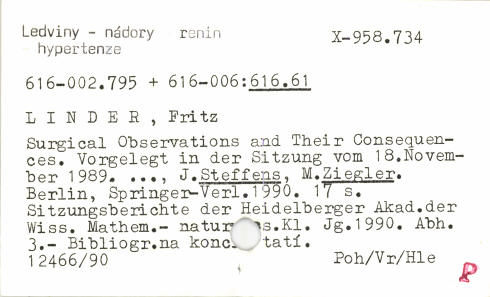 Ledviny - nádory renin X-958.734
- hypertenze
616-002.795 + 616-006:616.61
L I N D E R , Fritz
Surgical Observations and Their Consequen-
ces. Vorgelegt in der Sitzung vom 18.Novem-
ber 1989. ..., J.Steffens, M.Ziegler.
Berlin, Springer-Verl.1990. 17 s.
Sitzungsberichte der Heidelberger Akad.der
Wiss. Mathem.- natur s.Kl. Jg.1990. Abh.
3.- Bibliogr.na konc tatí.
12466/90 Poh/Vr/Hle
P